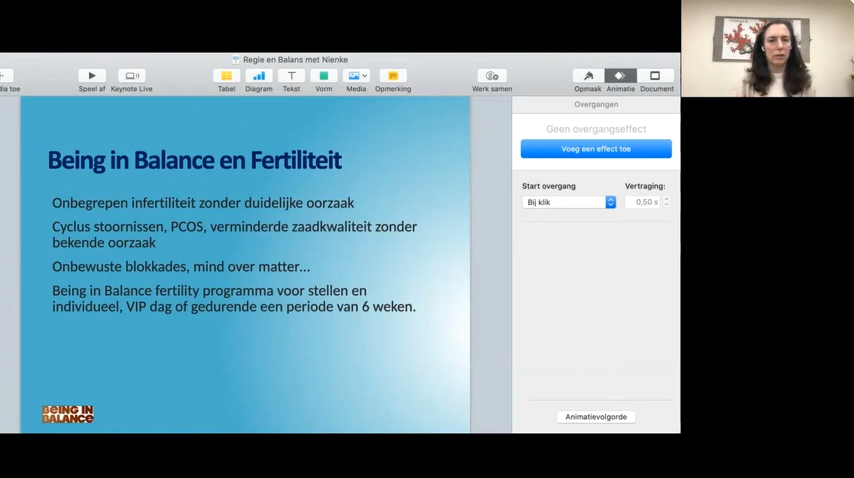 Regie en Balans met Nienke
dia toe
Speel af
Keynote Live
Tabel
Diagram
Tekst
Vorm
Media
Opmerking
Werk samen
Opmaak
Animatie
Document
Being in Balance en Fertiliteit
Onbegrepen infertiliteit zonder duidelijke oorzaak
Cyclus stoornissen, PCOS, verminderde zaadkwaliteit zonder
bekende oorzaak
Onbewuste blokkades, mind over matter...
Being in Balance fertility programma voor stellen en
individueel, VIP dag of gedurende een periode van 6 weken.
BEING IN
BALANCE
Overgangen
Geen overgangseffect
Voeg een effect toe
Start overgang
Vertraging:
Bij klik
0,50 s
Animatievolgorde